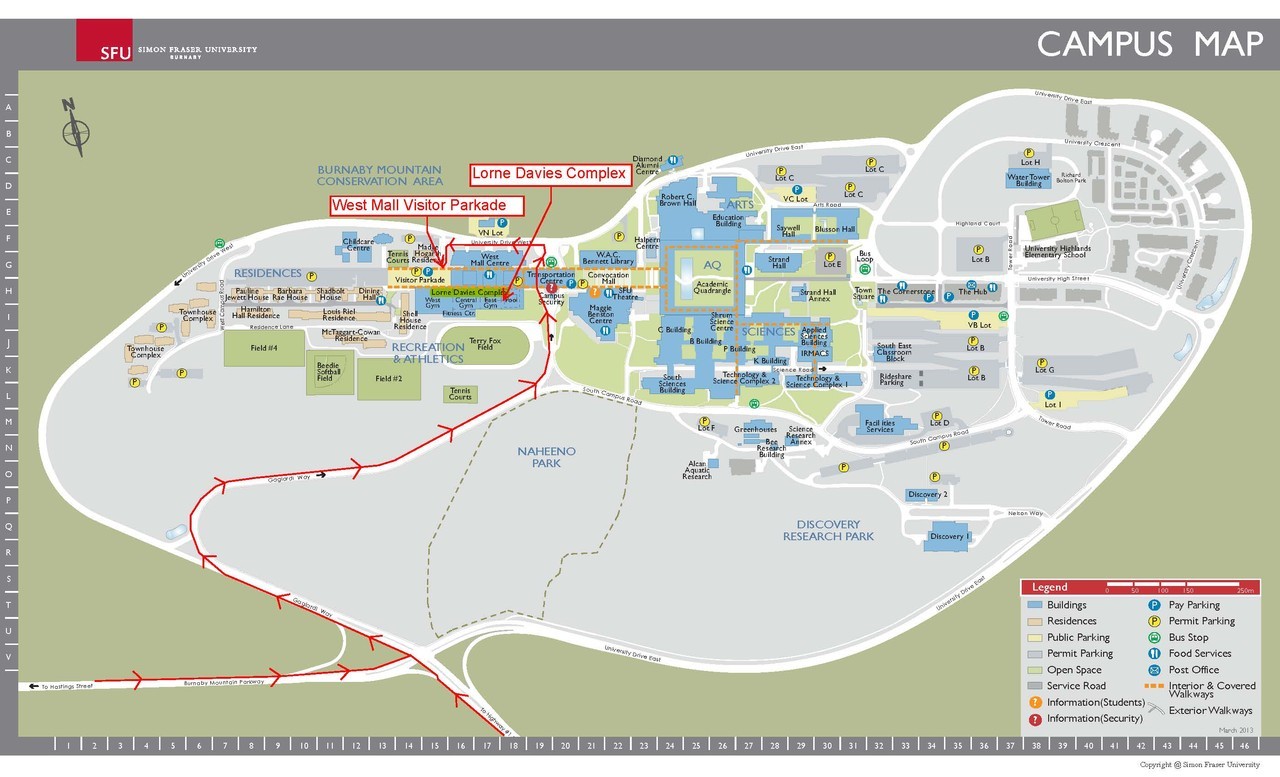 SFU SIMON FRASER UNIVERSITY
BURNABY
CAMPUS MAP
A
B
C
D
E
F
G
H
I
J
K
L
M
N
O
P
Q
R
S
T
U
V
N
BURNABY MOUNTAIN
CONSERVATION AREA
Lorne Davies Complex
West Mall Visitor Parkade
Diamond
Alumni
Centre
University Drive East
University Drive East
University Crescent
Lot C
Lot C
Lot C
VC Lot
Lot H
Water Tower
Building
Richard
Bolton Park
Robert C.
Brown Hall
ARTS
Education
Building
Arts Road
Saywell
Hall
Blusson Hall
Highland Court
Tower Road
University Highlands
Elementary School
University Crescent
VN Lot
University Drive West
University Drive West
Childcare
Centre
Tennis
Courts
Residence
West
Mall Centre
W.A.C.
Bennett Library
Halpern
Centre
AQ
Academic
Quadrangle
Strand
Hall
Lot E
Bus
Loop
Lot B
University High Street
RESIDENCES
Visitor Parkade
Transportation
Centre
Convocation
Mall
Campus
Security
SFU
Theatre
Maggie
Benston
Centre
Strand Hall
Annex
Town
Square
The Cornerstone
The Hub
VB Lot
Pauline
Jewett House
Barbara
Rae House
Shadbolt
House
Hall
Hamilton
Hall Residence
Louis Riel
Residence
Shell
House
Residence
Lorne Davies Complex
West
Gym
Central
Gym
East
Gym
Pool
Fitness Ctr.
Townhouse
Complex
Residence Lane
McTaggart-Cowan
Residence
Townhouse
Complex
Field #4
RECREATION
& ATHLETICS
Terry Fox
Field
Beedie
Softball
Field
Field #2
Tennis
Courts
Shrum
Science
Centre
C Building
B Building
P Building
K Building
SCIENCES
Applied
Sciences
Building
IRMACS
Science Road
South
Sciences
Building
Technology &
Science Complex 2
Technology &
Science Complex 1
South East
Classroom
Block
Rideshare
Parking
Lot B
Lot B
Lot G
Lot 1
Tower Road
South Campus Road
Lot F
Greenhouses
Bee
Research
Building
Science
Research
Annex
Facilities
Services
Lot D
South Campus Road
Alcan
Aquatic
Research
NAHEENO
PARK
Gaglardi Way
Discovery 2
Nelson Way
Discovery 1
DISCOVERY
RESEARCH PARK
Gaglardi Way
University Drive East
University Drive East
To Hastings Street
Burnaby Mountain Parkway
Legend
0 50 100 150 250m
Buildings
Residences
Public Parking
Permit Parking
Open Space
Service Road
Information(Students)
Information(Security)
Pay Parking
Permit Parking
Bus Stop
Food Services
Post Office
Interior & Covered
Walkways
Exterior Walkways
March 2013
1 2 3 4 5 6 7 8 9 10 11 12 13 14 15 16 17 18 19 20 21 22 23 24 25 26 27 28 29 30 31 32 33 34 35 36 37 38 39 40 41 42 43 44 45 46
Copyright @ Simon Fraser University